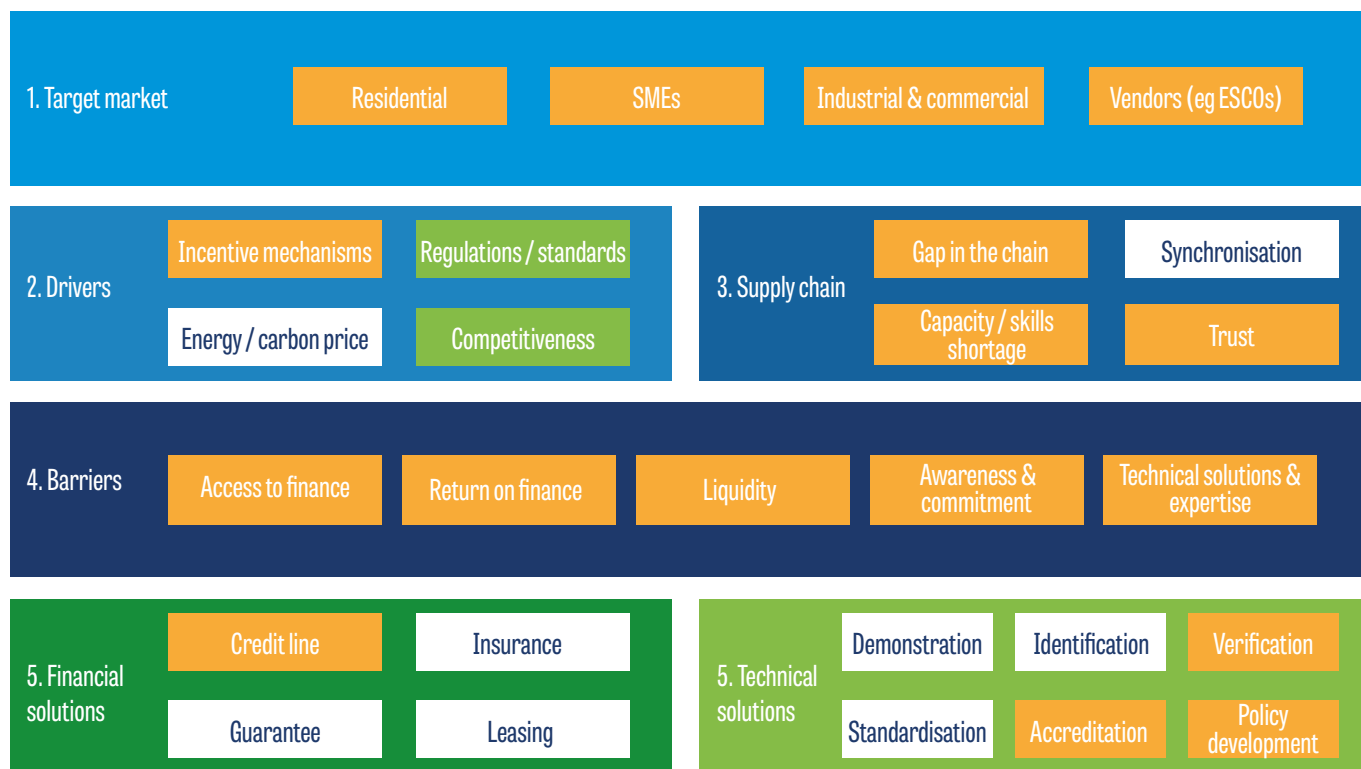 1. Target market
Residential
SMEs
Industrial & commercial
Vendors (eg ESCOs)
2. Drivers
Incentive mechanisms
Regulations / standards
Energy / carbon price
Competitiveness
3. Supply chain
Gap in the chain
Synchronisation
Capacity / skills
shortage
Trust
4. Barriers
Access to finance
Return on finance
Liquidity
Awareness &
commitment
Technical solutions &
expertise
5. Financial
solutions
Credit line
Insurance
Guarantee
Leasing
5. Technical
solutions
Demonstration
Identification
Verification
Standardisation
Accreditation
Policy
development